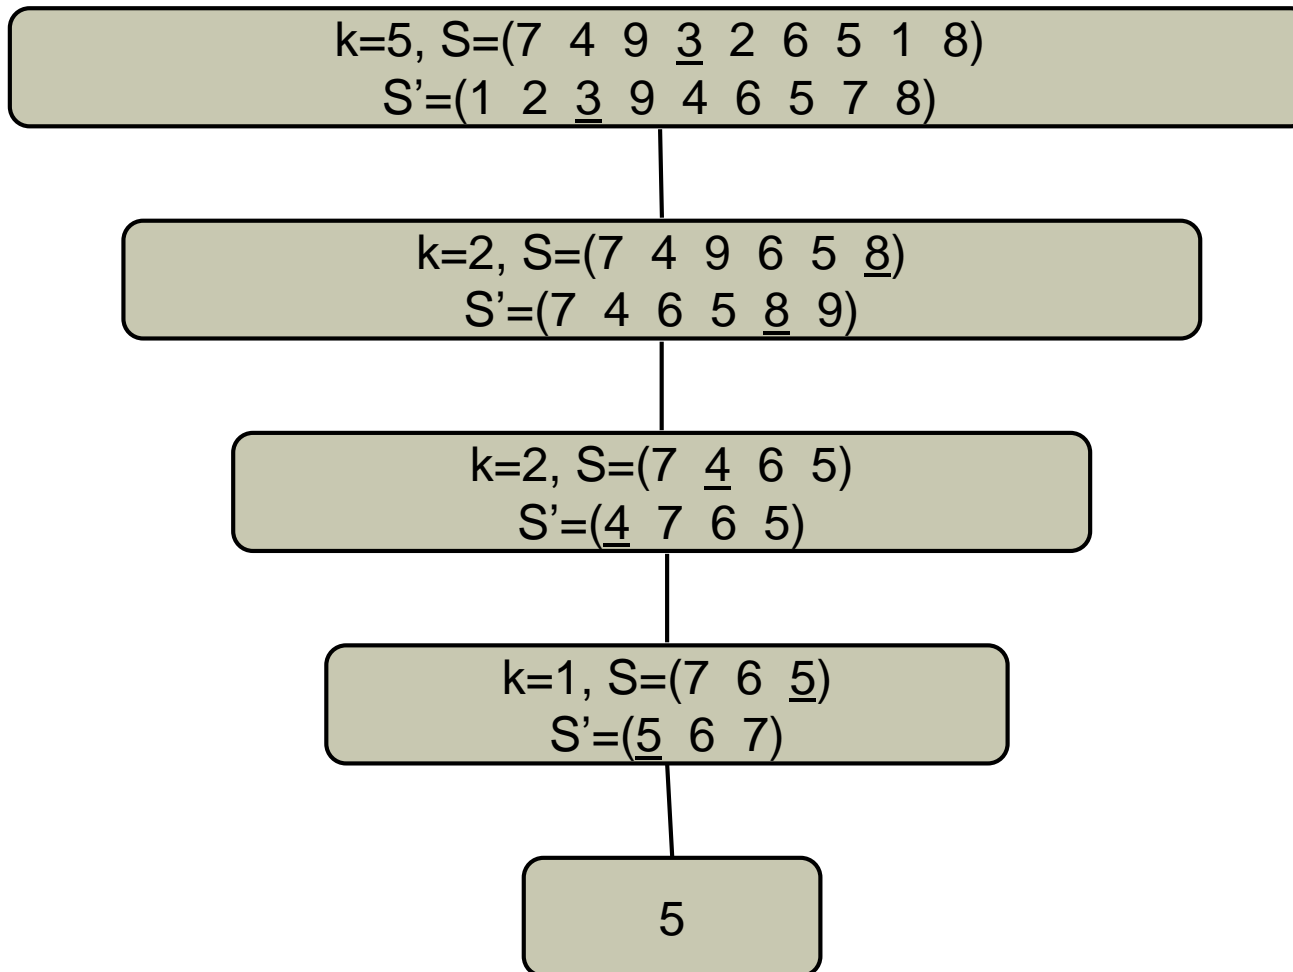 k=5, S=(7 4 9 3 2 6 5 1 8)
S’=(1 2 3 9 4 6 5 7 8)
k=2, S=(7 4 9 6 5 8)
S’=(7 4 6 5 8 9)
k=2, S=(7 4 6 5)
S’=(4 7 6 5)
k=1, S=(7 6 5)
S’=(5 6 7)
5